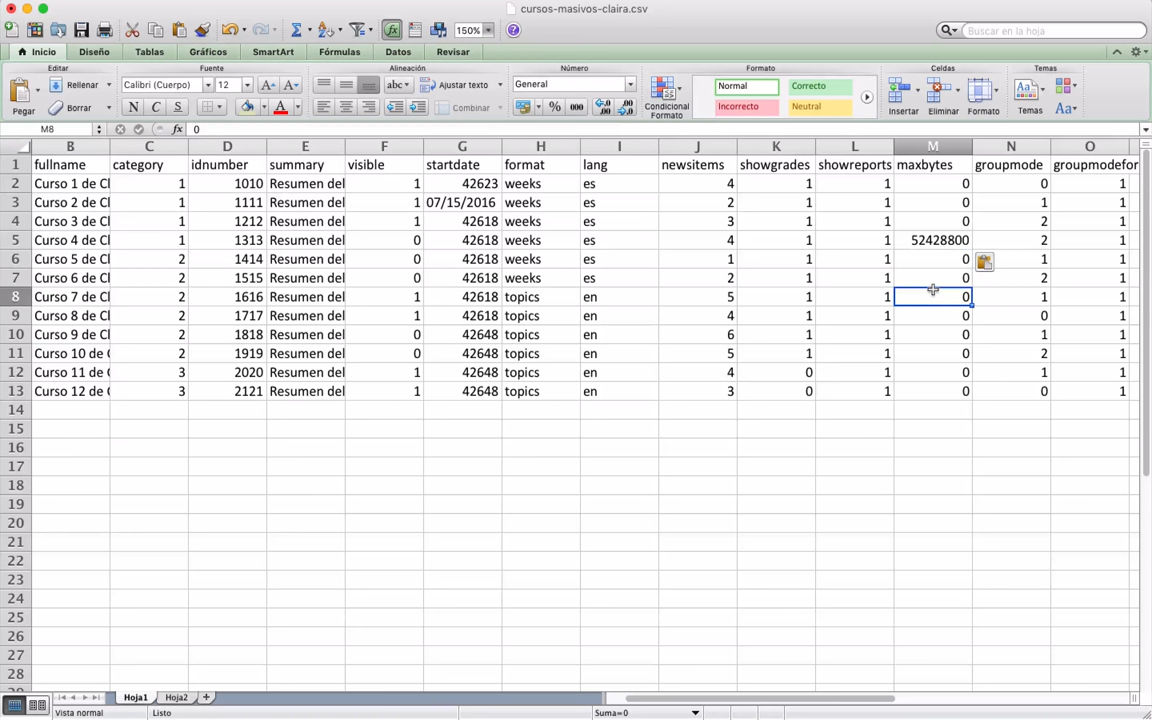 cursos-masivos-claira.csv
150%
Buscar en la hoja
Inicio Diseño Tablas Gráficos SmartArt Fórmulas Datos Revisar
Editar Fuente Alineación Número Formato Celdas Temas
Pegar Rellenar Borrar Calibri (Cuerpo) 12 A A abc Ajustar texto Combinar General % 000 Condicional Formato Normal Correcto Incorrecto Neutral Insertar Eliminar Formato Temas Aa
N C S A
M8 fx 0
B C D E F G H I J K L M N O
1 fullname category idnumber summary visible startdate format lang newsitems showgrades showreports maxbytes groupmode groupmodefor
2 Curso 1 de Cl 1 1010 Resumen del 1 42623 weeks es 4 1 1 0 0 1
3 Curso 2 de Cl 1 1111 Resumen del 1 07/15/2016 weeks es 2 1 1 0 1 1
4 Curso 3 de Cl 1 1212 Resumen del 1 42618 weeks es 3 1 1 0 2 1
5 Curso 4 de Cl 1 1313 Resumen del 0 42618 weeks es 4 1 1 52428800 2 1
6 Curso 5 de Cl 2 1414 Resumen del 0 42618 weeks es 1 1 1 0 1 1
7 Curso 6 de Cl 2 1515 Resumen del 0 42618 weeks es 2 1 1 0 2 1
8 Curso 7 de Cl 2 1616 Resumen del 1 42618 topics en 5 1 1 0 1 1
9 Curso 8 de Cl 2 1717 Resumen del 1 42618 topics en 4 1 1 0 0 1
10 Curso 9 de Cl 2 1818 Resumen del 0 42648 topics en 6 1 1 0 1 1
11 Curso 10 de C 2 1919 Resumen del 0 42648 topics en 5 1 1 0 2 1
12 Curso 11 de C 3 2020 Resumen del 1 42648 topics en 4 0 1 0 1 1
13 Curso 12 de C 3 2121 Resumen del 1 42648 topics en 3 0 1 0 0 1
14
15
16
17
18
19
20
21
22
23
24
25
26
27
28
Hoja1 Hoja2
Vista normal Listo Suma=0